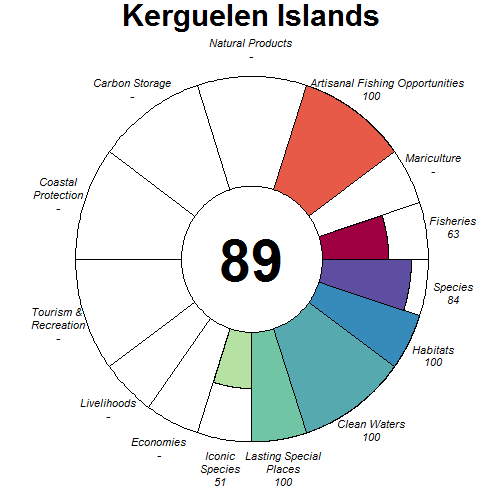 Kerguelen Islands
Natural Products
-
Carbon Storage
-
Artisanal Fishing Opportunities
100
Mariculture
-
Coastal
Protection
-
Fisheries
63
89
Species
84
Tourism &
Recreation
-
Habitats
100
Livelihoods
-
Clean Waters
100
Economies
-
Iconic
Species
51
Lasting Special
Places
100